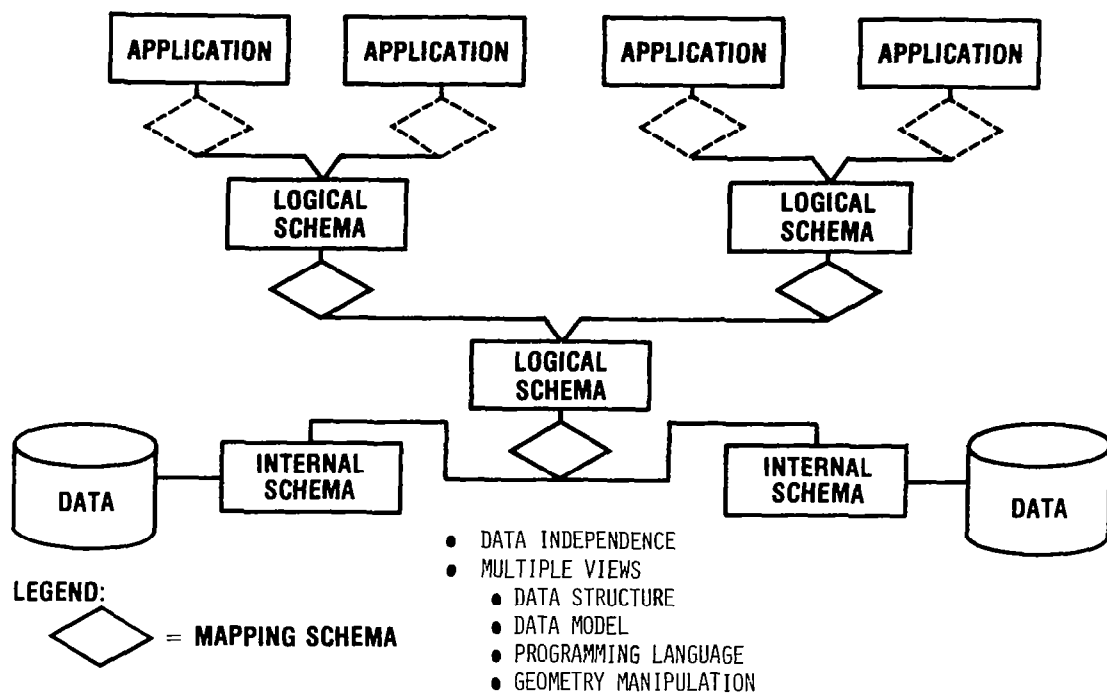 APPLICATION
APPLICATION
APPLICATION
APPLICATION
LOGICAL
SCHEMA
LOGICAL
SCHEMA
LOGICAL
SCHEMA
DATA
INTERNAL
SCHEMA
INTERNAL
SCHEMA
DATA
• DATA INDEPENDENCE
• MULTIPLE VIEWS
• DATA STRUCTURE
• DATA MODEL
• PROGRAMMING LANGUAGE
• GEOMETRY MANIPULATION
LEGEND:
= MAPPING SCHEMA